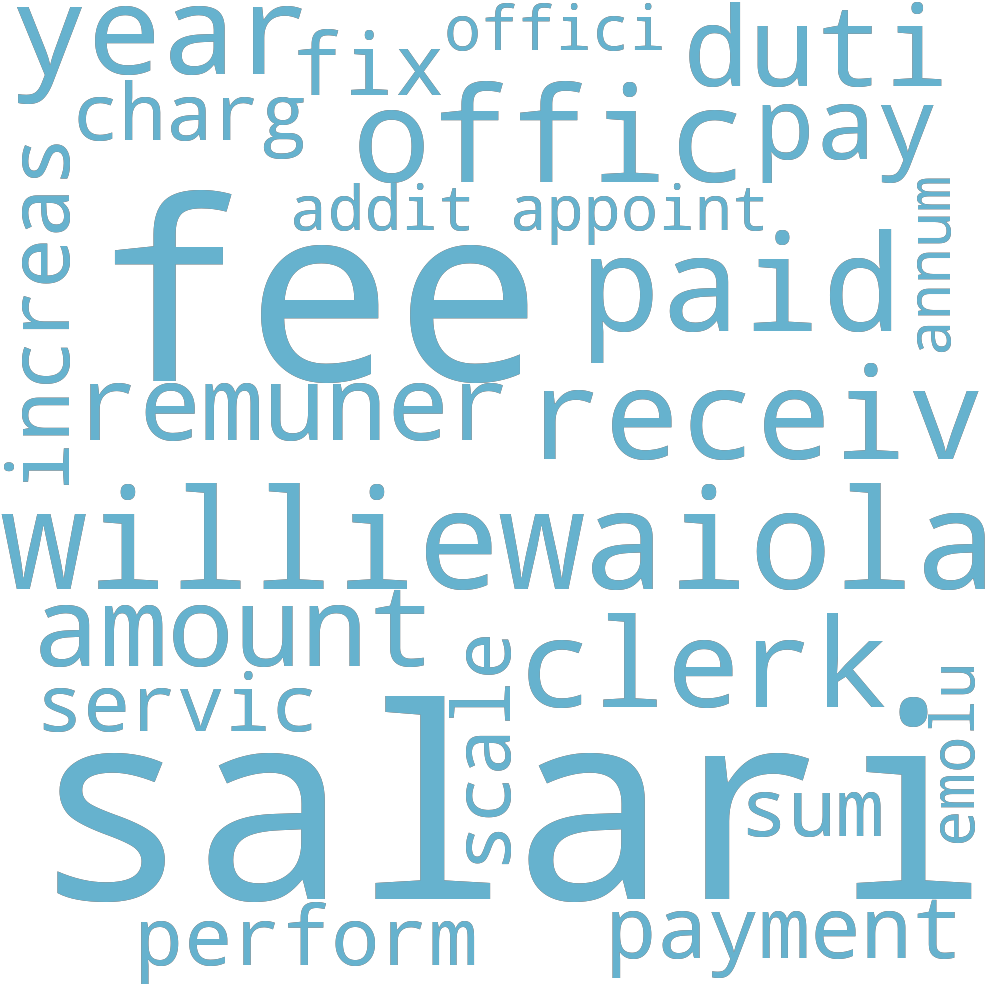 year
fix
offici
duti
charg
offic
pay
increas
addit
appoint
annum
fee
paid
remuner
receiv
williewaiola
amount
clerk
servic
scale
emolu
salari
sum
perform
payment